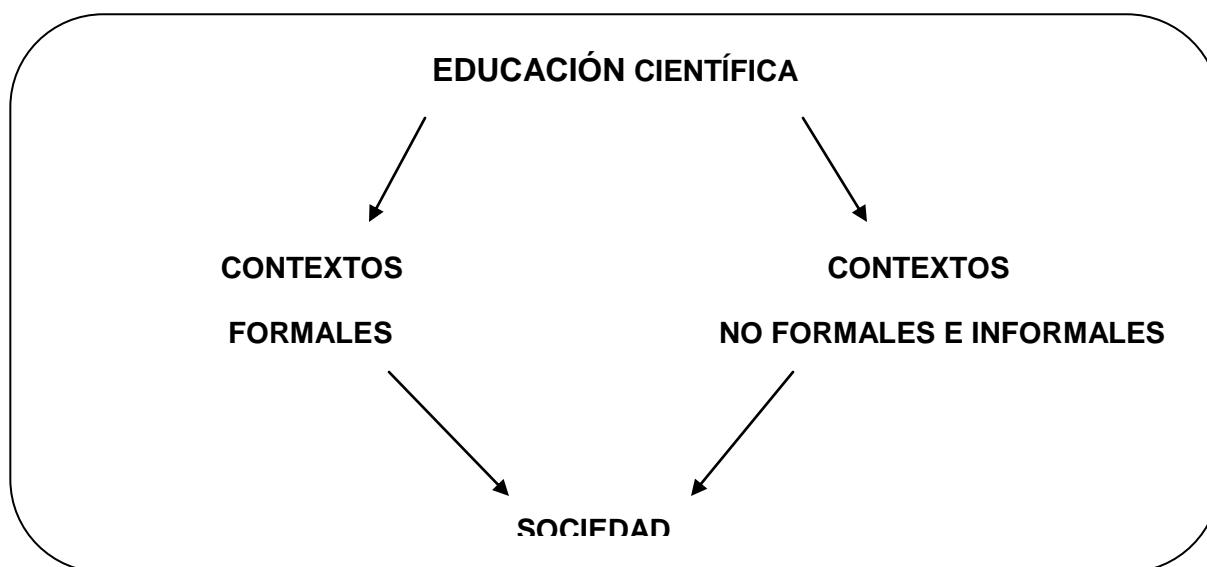 EDUCACIÓN CIENTÍFICA
CONTEXTOS
FORMALES
CONTEXTOS
NO FORMALES E INFORMALES
SOCIEDAD